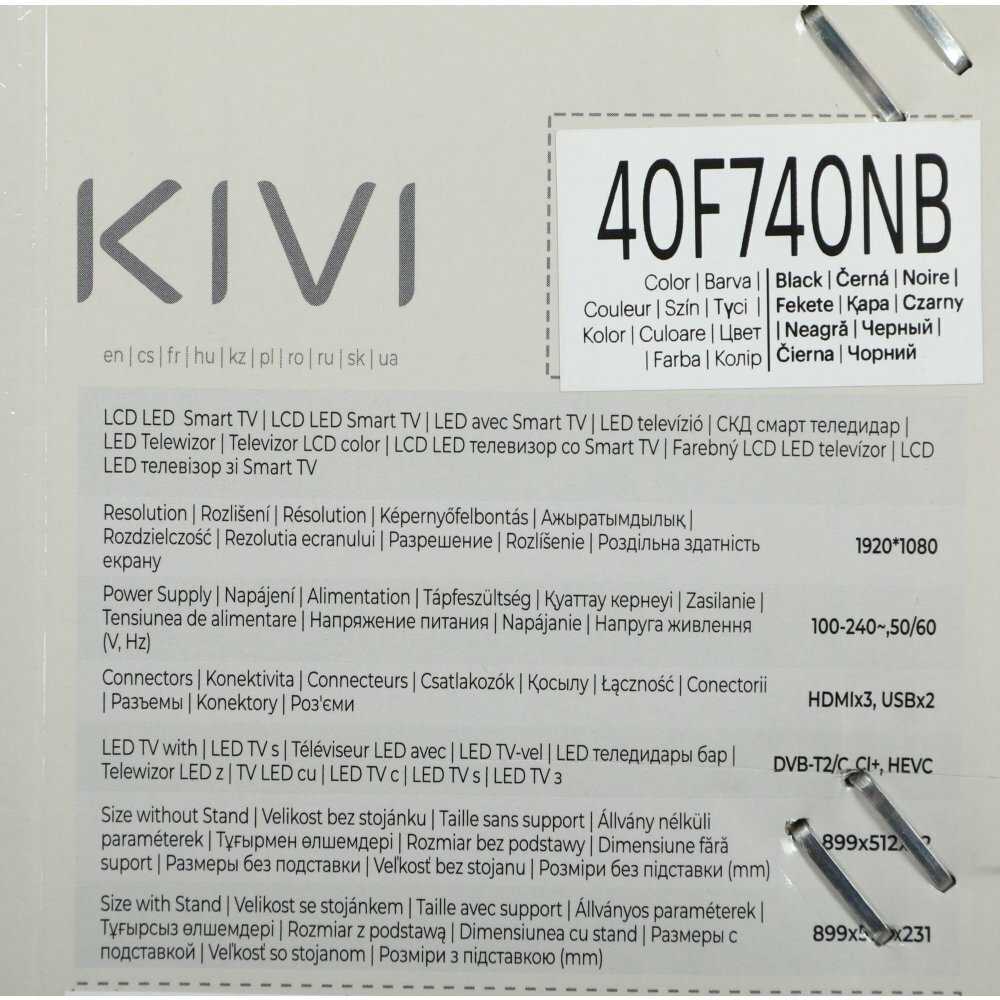 KIVI
en | cs | fr | hu | kz | pl | ro | ru | sk | ua
40F740NB
Color | Barva |
Couleur | Szín | Түсі |
Kolor | Culoare | Цвет
| Farba | Колір
Black | Černá | Noire |
Fekete | Қара | Czarny
| Neagră | Черный |
Čierna | Чорний
LCD LED Smart TV | LCD LED Smart TV | LED avec Smart TV | LED televízió | СКД смарт теледидар |
LED Telewizor | Televizor LCD color | LCD LED телевизор со Smart TV | Farebný LCD LED televízor | LCD
LED телевізор зі Smart TV
Resolution | Rozlišení | Résolution | Képernyőfelbontás | Ажыратымдылық |
Rozdzielczość | Rezolutia ecranului | Разрешение | Rozlíšenie | Роздільна здатність
екрану
1920*1080
Power Supply | Napájení | Alimentation | Tápfeszültség | Қуаттау кернеуі | Zasilanie |
Tensiunea de alimentare | Напряжение питания | Napájanie | Напруга живлення
(V, Hz)
100-240~,50/60
Connectors | Konektivita | Connecteurs | Csatlakozók | Қосылу | Łączność | Conectorii
| Разъемы | Konektory | Роз'єми
HDMIx3, USBx2
LED TV with | LED TV s | Téléviseur LED avec | LED TV-vel | LED теледидары бар |
Telewizor LED z | TV LED cu | LED TV с | LED TV s | LED TV з
DVB-T2/C, CI+, HEVC
Size without Stand | Velikost bez stojánku | Taille sans support | Állvány nélküli
paraméterek | Тұғырмен өлшемдері | Rozmiar bez podstawy | Dimensiune fără
suport | Размеры без подставки | Veľkosť bez stojanu | Розміри без підставки (mm)
899x512
Size with Stand | Velikost se stojánkem | Taille avec support | Állványos paraméterek |
Тұғырсыз өлшемдері | Rozmiar z podstawą | Dimensiunea cu stand | Размеры с
подставкой | Veľkosť so stojanom | Розміри з підставкою (mm)